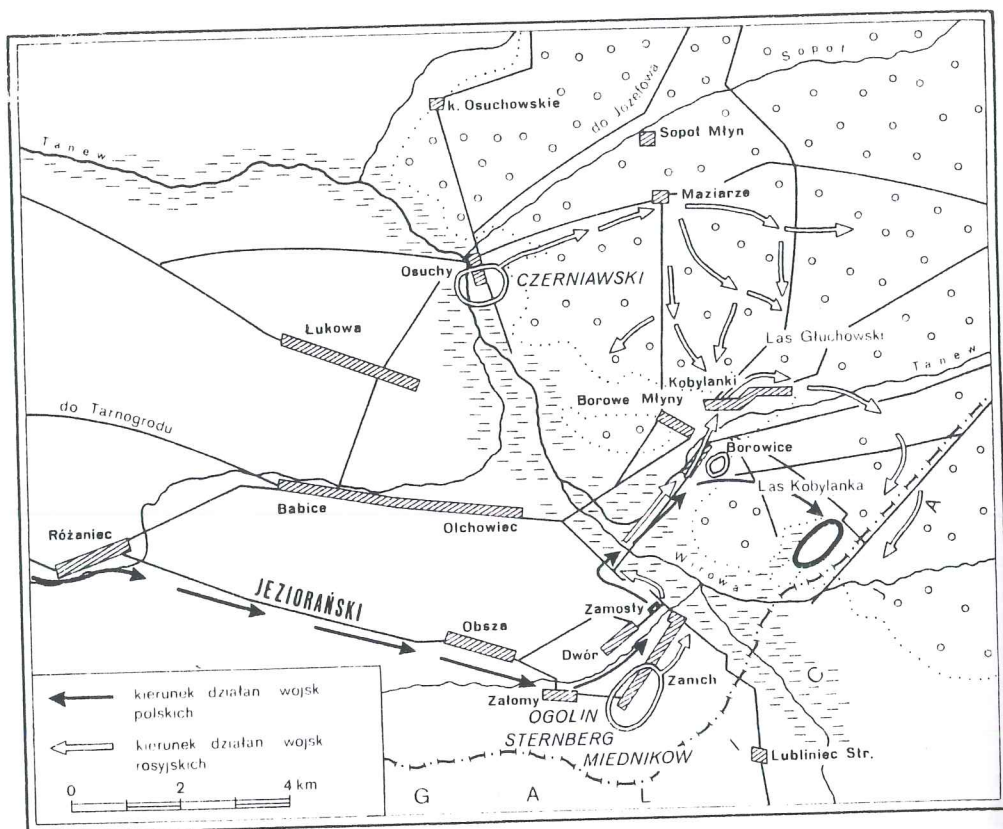 Sopot
k. Osuchowskie
do Józefowa
Sopot Młyn
Tanew
Maziarze
Osuchy
CZERNIAWSKI
Łukowa
Las Głuchowski
Tanew
Kobylanki
Borowe Młyny
do Tarnogrodu
Borowice
Las Kobylanka
Babice
Olchowiec
Różaniec
A
Wirowa
JEZIORAŃSKI
Zamosty
Obsza
Dwór
Zanich
C
Załomy
OGOLIN
STERNBERG
MIEDNIKOW
Lubliniec Str.
J
kierunek działan wojsk
polskich
kierunek działan wojsk
rosyjskich
0 2 4 km
G A L